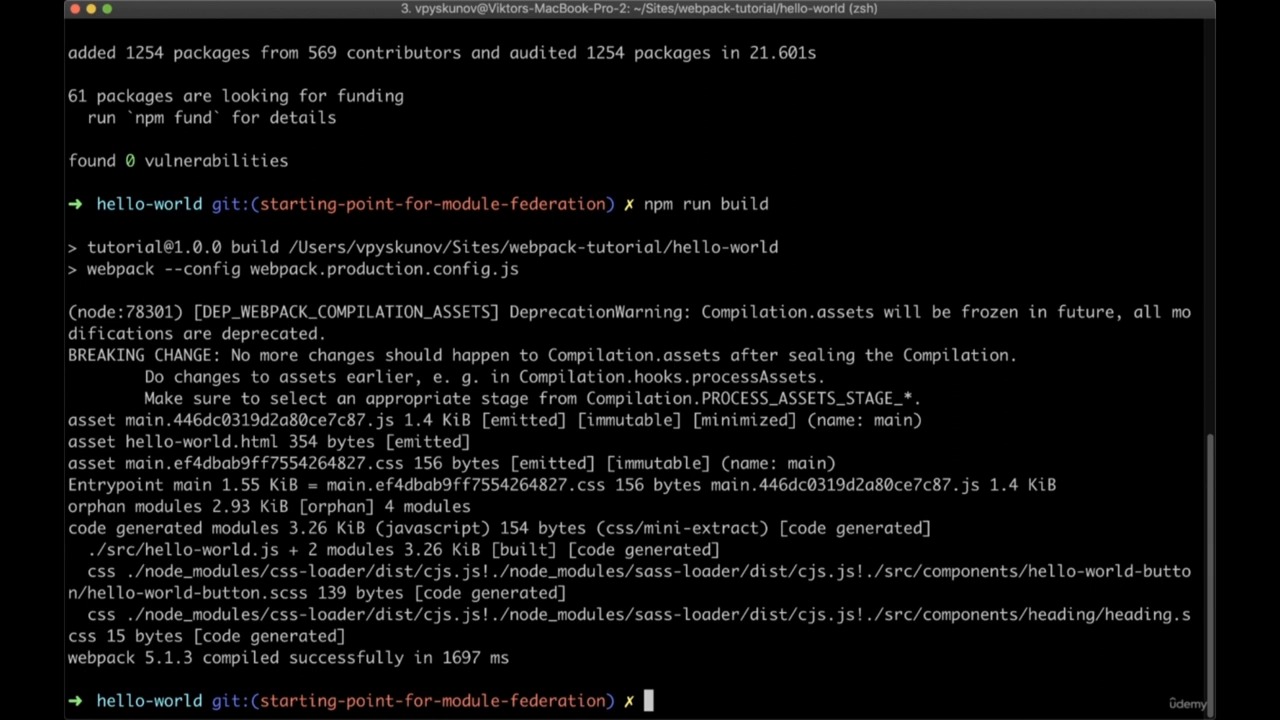 3. vpyskunov@Viktors-MacBook-Pro-2: ~/Sites/webpack-tutorial/hello-world (zsh)
added 1254 packages from 569 contributors and audited 1254 packages in 21.601s
61 packages are looking for funding
run `npm fund` for details
found 0 vulnerabilities
➜ hello-world git:(starting-point-for-module-federation) ✗ npm run build
> tutorial@1.0.0 build /Users/vpyskunov/Sites/webpack-tutorial/hello-world
> webpack --config webpack.production.config.js
(node:78301) [DEP_WEBPACK_COMPILATION_ASSETS] DeprecationWarning: Compilation.assets will be frozen in future, all mo
difications are deprecated.
BREAKING CHANGE: No more changes should happen to Compilation.assets after sealing the Compilation.
Do changes to assets earlier, e. g. in Compilation.hooks.processAssets.
Make sure to select an appropriate stage from Compilation.PROCESS_ASSETS_STAGE_*.
asset main.446dc0319d2a80ce7c87.js 1.4 KiB [emitted] [immutable] [minimized] (name: main)
asset hello-world.html 354 bytes [emitted]
asset main.ef4dbab9ff7554264827.css 156 bytes [emitted] [immutable] (name: main)
Entrypoint main 1.55 KiB = main.ef4dbab9ff7554264827.css 156 bytes main.446dc0319d2a80ce7c87.js 1.4 KiB
orphan modules 2.93 KiB [orphan] 4 modules
code generated modules 3.26 KiB (javascript) 154 bytes (css/mini-extract) [code generated]
./src/hello-world.js + 2 modules 3.26 KiB [built] [code generated]
css ./node_modules/css-loader/dist/cjs.js!./node_modules/sass-loader/dist/cjs.js!./src/components/hello-world-butto
n/hello-world-button.scss 139 bytes [code generated]
css ./node_modules/css-loader/dist/cjs.js!./node_modules/sass-loader/dist/cjs.js!./src/components/heading/heading.s
css 15 bytes [code generated]
webpack 5.1.3 compiled successfully in 1697 ms
➜ hello-world git:(starting-point-for-module-federation) ✗
ûdemy